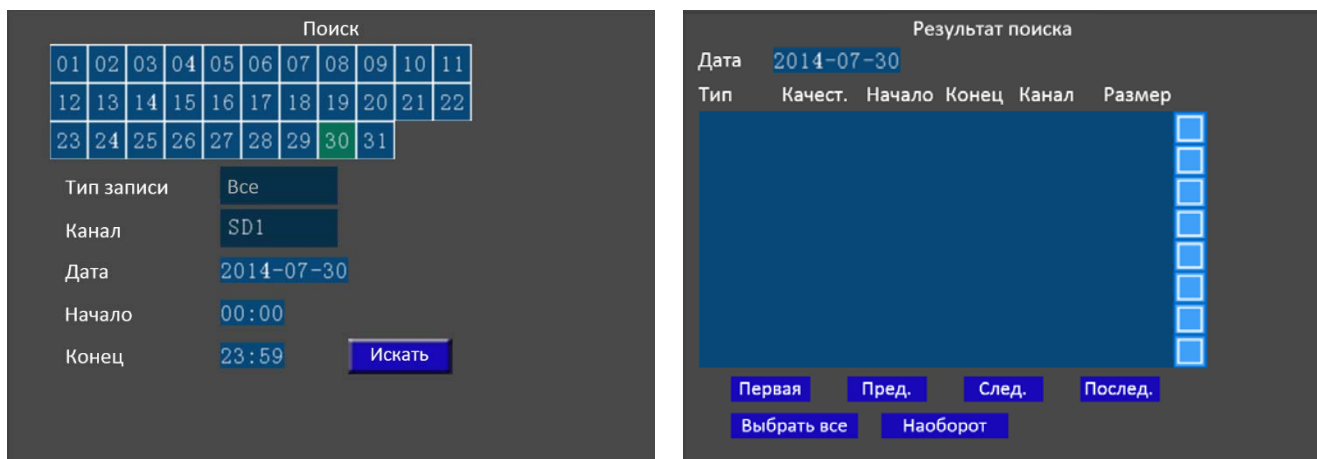 Поиск
01 02 03 04 05 06 07 08 09 10 11
12 13 14 15 16 17 18 19 20 21 22
23 24 25 26 27 28 29 30 31
Тип записи Все
Канал SD1
Дата 2014-07-30
Начало 00:00
Конец 23:59 Искать
Результат поиска
Дата 2014-07-30
Тип Качест. Начало Конец Канал Размер
Первая Пред. След. Послед.
Выбрать все Наоборот